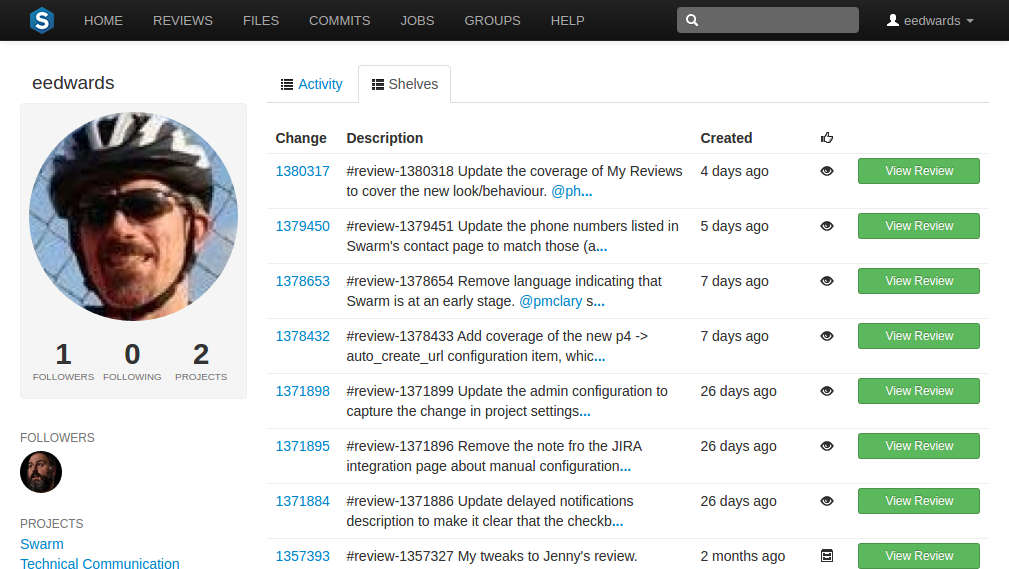 S HOME REVIEWS FILES COMMITS JOBS GROUPS HELP eedwards
eedwards
Activity Shelves
Change Description Created
1380317 #review-1380318 Update the coverage of My Reviews 4 days ago View Review
to cover the new look/behaviour. @ph...
1379450 #review-1379451 Update the phone numbers listed in 5 days ago View Review
Swarm's contact page to match those (a...
1378653 #review-1378654 Remove language indicating that 7 days ago View Review
Swarm is at an early stage. @pmclary s...
1378432 #review-1378433 Add coverage of the new p4 -> 7 days ago View Review
auto_create_url configuration item, whic...
1371898 #review-1371899 Update the admin configuration to 26 days ago View Review
capture the change in project settings...
1371895 #review-1371896 Remove the note fro the JIRA 26 days ago View Review
integration page about manual configuration...
1371884 #review-1371886 Update delayed notifications 26 days ago View Review
description to make it clear that the checkb...
1357393 #review-1357327 My tweaks to Jenny's review. 2 months ago View Review
1 0 2
FOLLOWERS FOLLOWING PROJECTS
FOLLOWERS
PROJECTS
Swarm
Technical Communication